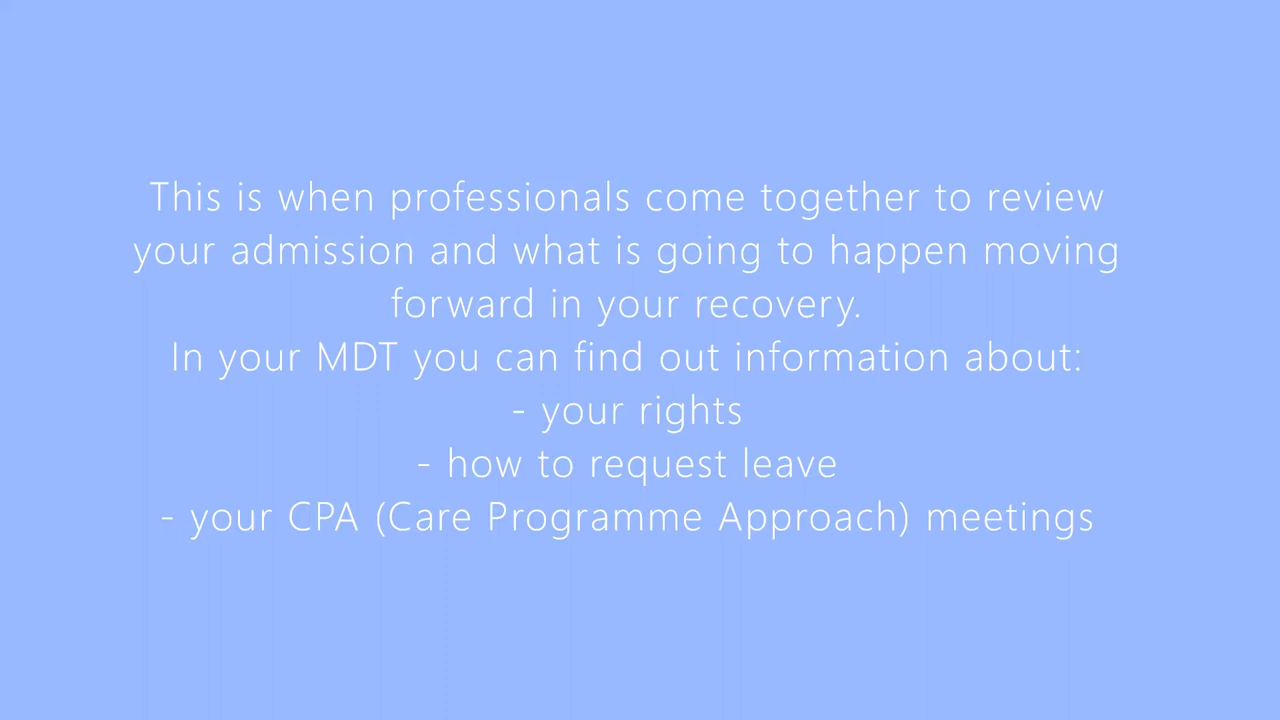 This is when professionals come together to review
your admission and what is going to happen moving
forward in your recovery.
In your MDT you can find out information about:
- your rights
- how to request leave
- your CPA (Care Programme Approach) meetings